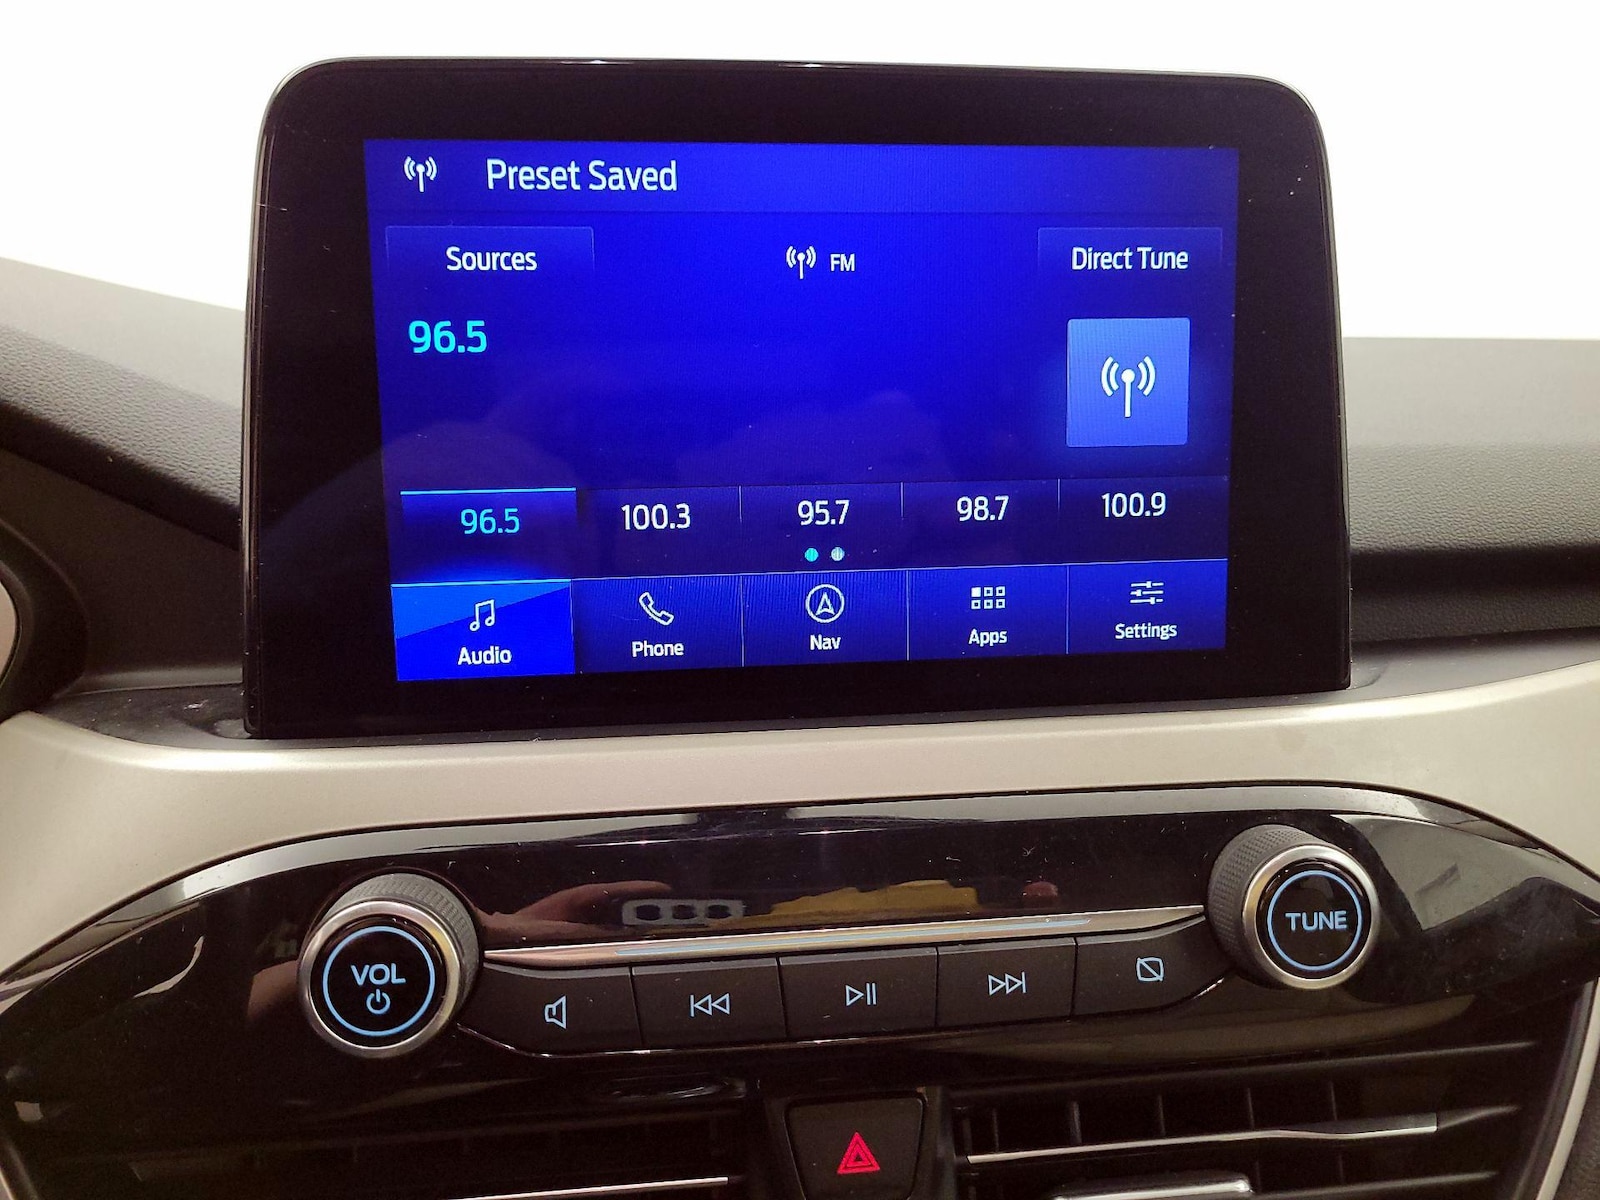 Preset Saved
Sources
FM
Direct Tune
96.5
96.5
100.3
95.7
98.7
100.9
Audio
Phone
Nav
Apps
Settings
VOL
TUNE